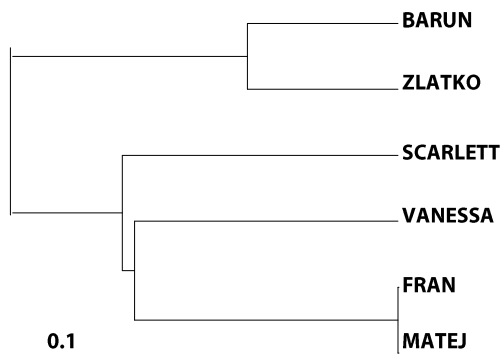 BARUN
ZLATKO
SCARLETT
VANESSA
FRAN
0.1
MATEJ